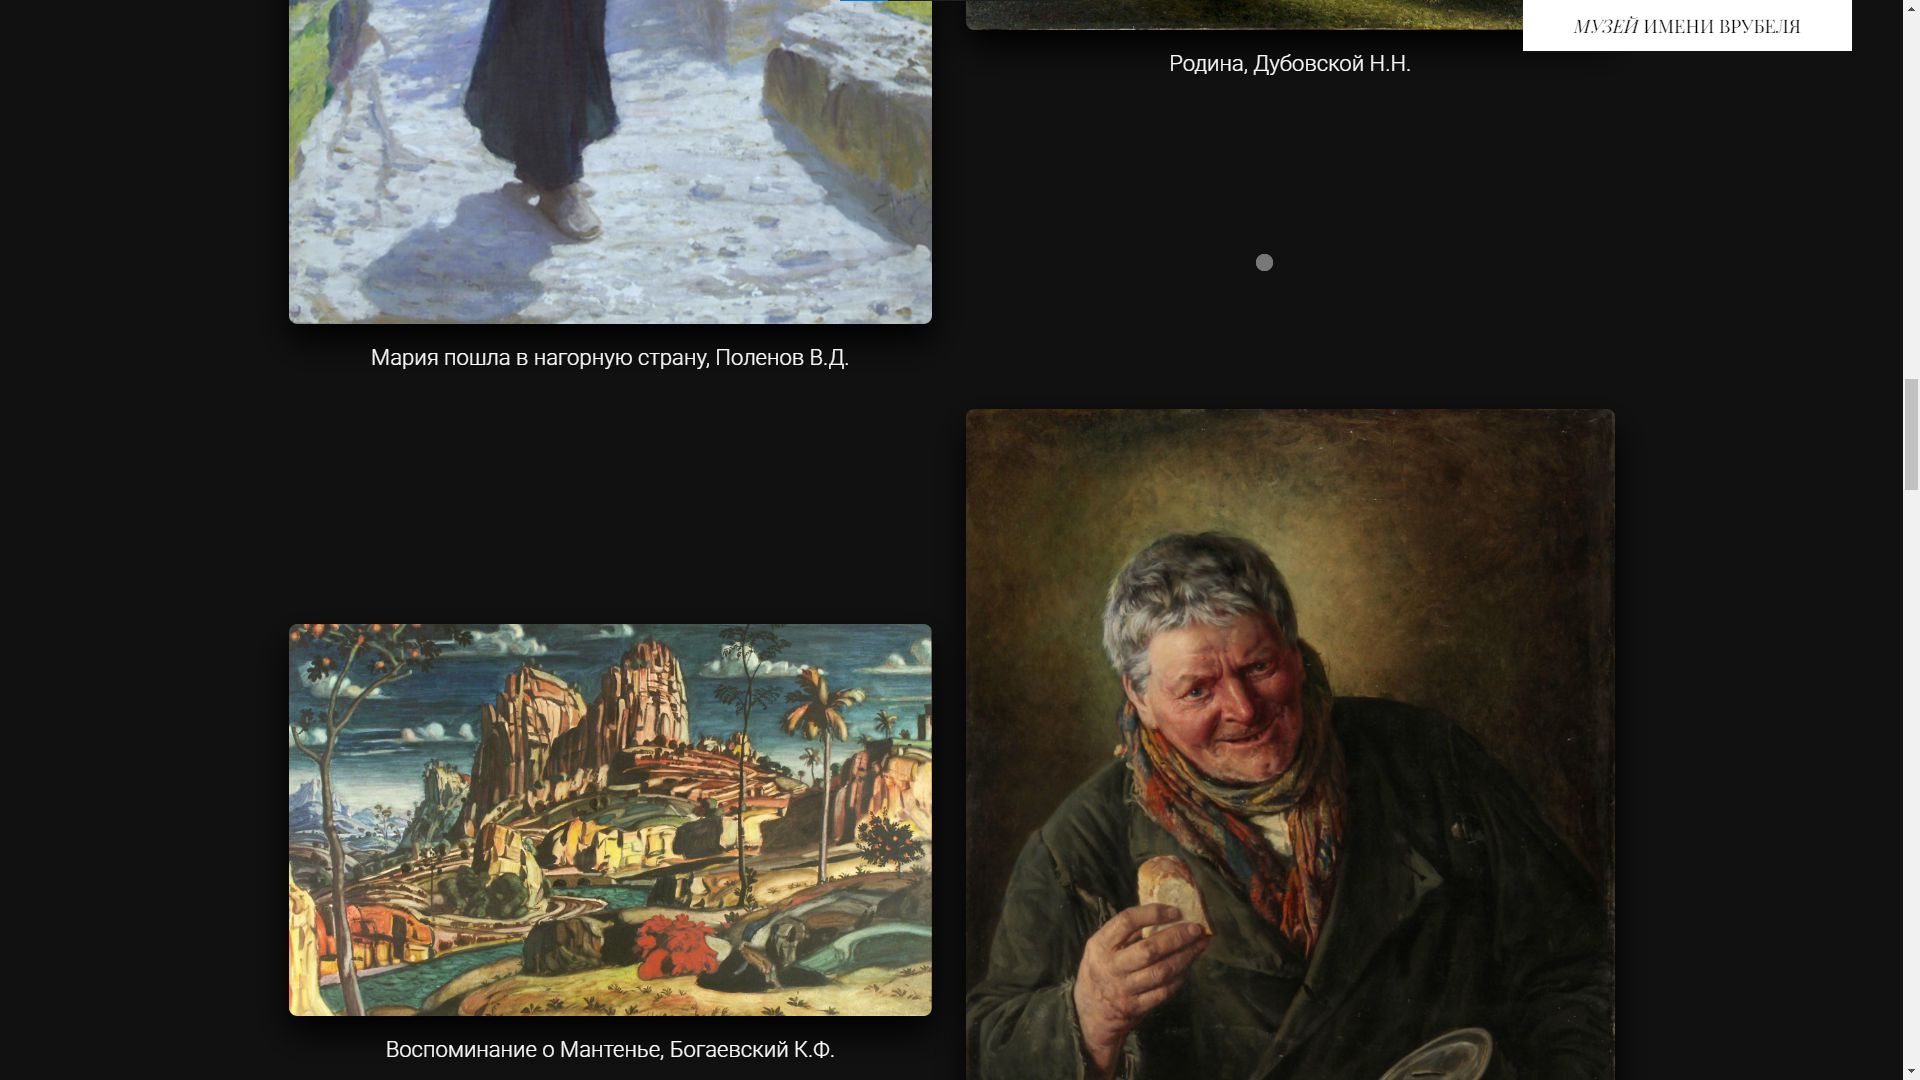 МУЗЕЙ ИМЕНИ ВРУБЕЛЯ
Родина, Дубовской Н.Н.
Мария пошла в нагорную страну, Поленов В.Д.
Воспоминание о Мантенье, Богаевский К.Ф.